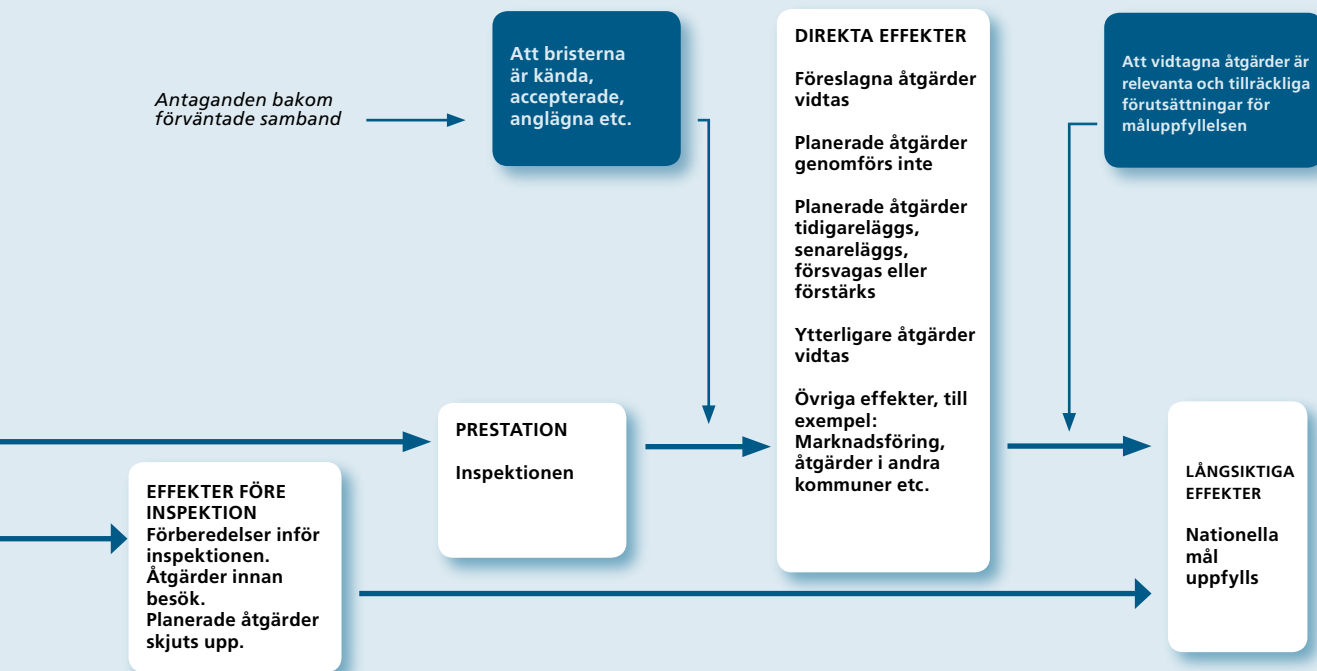 Antaganden bakom
förväntade samband
Att bristerna
är kända,
accepterade,
anglägna etc.
DIREKTA EFFEKTER
Föreslagna åtgärder
vidtas
Planerade åtgärder
genomförs inte
Planerade åtgärder
tidigareläggs,
senareläggs,
försvagas eller
förstärks
Ytterligare åtgärder
vidtas
Övriga effekter, till
exempel:
Marknadsföring,
åtgärder i andra
kommuner etc.
Att vidtagna åtgärder är
relevanta och tillräckliga
förutsättningar för
måluppfyllelsen
PRESTATION
Inspektionen
EFFEKTER FÖRE
INSPEKTION
Förberedelser inför
inspektionen.
Åtgärder innan
besök.
Planerade åtgärder
skjuts upp.
LÅNGSIKTIGA
EFFEKTER
Nationella
mål
uppfylls